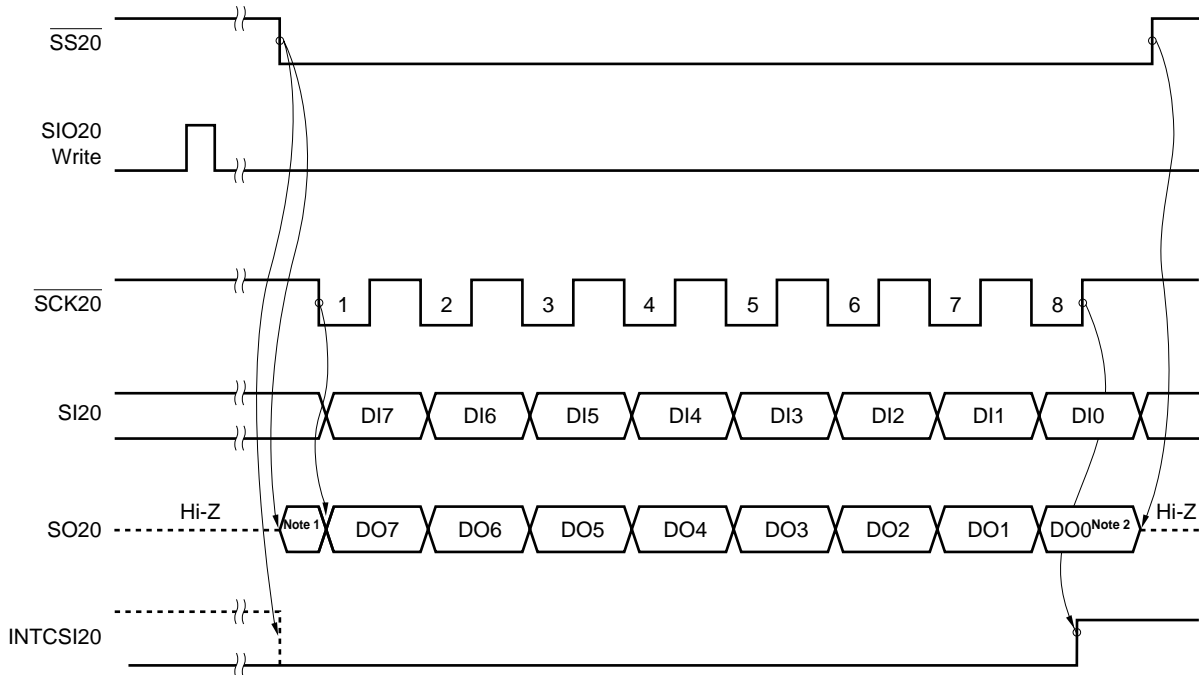 SS20
SIO20
Write
SCK20
1 2 3 4 5 6 7 8
SI20
DI7 DI6 DI5 DI4 DI3 DI2 DI1 DI0
SO20
Hi-Z Note 1 DO7 DO6 DO5 DO4 DO3 DO2 DO1 DO0 Note 2 Hi-Z
INTCSI20